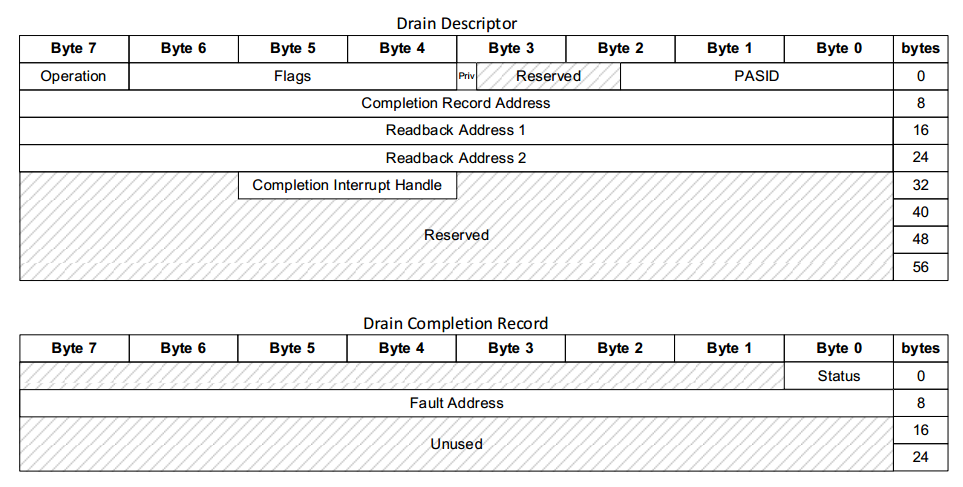 Drain Descriptor
Byte 7 Byte 6 Byte 5 Byte 4 Byte 3 Byte 2 Byte 1 Byte 0 bytes
Operation Flags Priv Reserved PASID 0
Completion Record Address 8
Readback Address 1 16
Readback Address 2 24
Completion Interrupt Handle 32
40
Reserved
48
56
Drain Completion Record
Byte 7 Byte 6 Byte 5 Byte 4 Byte 3 Byte 2 Byte 1 Byte 0 bytes
Status 0
Fault Address 8
16
Unused
24